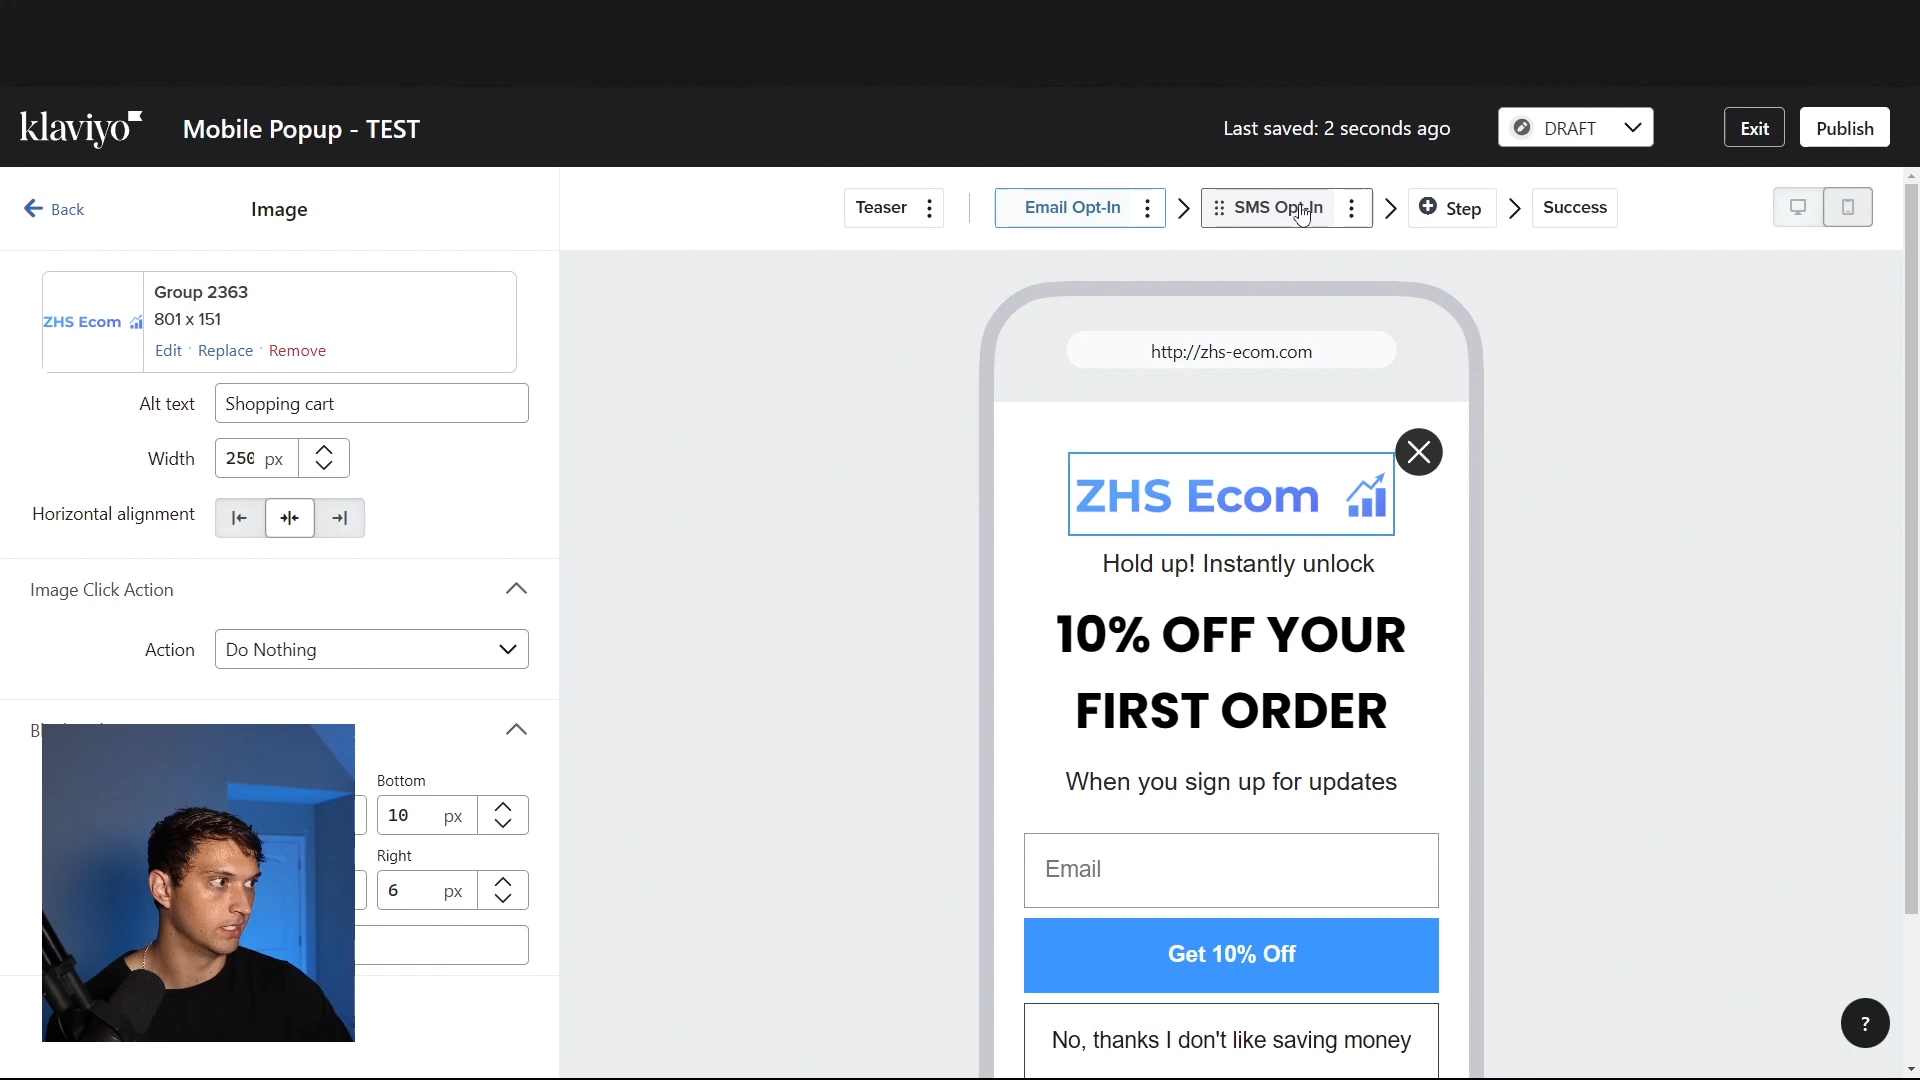 klaviyo
Mobile Popup - TEST
Last saved: 2 seconds ago
DRAFT
Exit
Publish
Back
Image
Teaser
Email Opt-In
SMS Opt-In
Step
Success
ZHS Ecom
Group 2363
801 x 151
Edit · Replace · Remove
Alt text
Shopping cart
Width
250 px
Horizontal alignment
Image Click Action
Action
Do Nothing
Bottom
10 px
Right
6 px
http://zhs-ecom.com
ZHS Ecom
Hold up! Instantly unlock
10% OFF YOUR
FIRST ORDER
When you sign up for updates
Email
Get 10% Off
No, thanks I don't like saving money
?